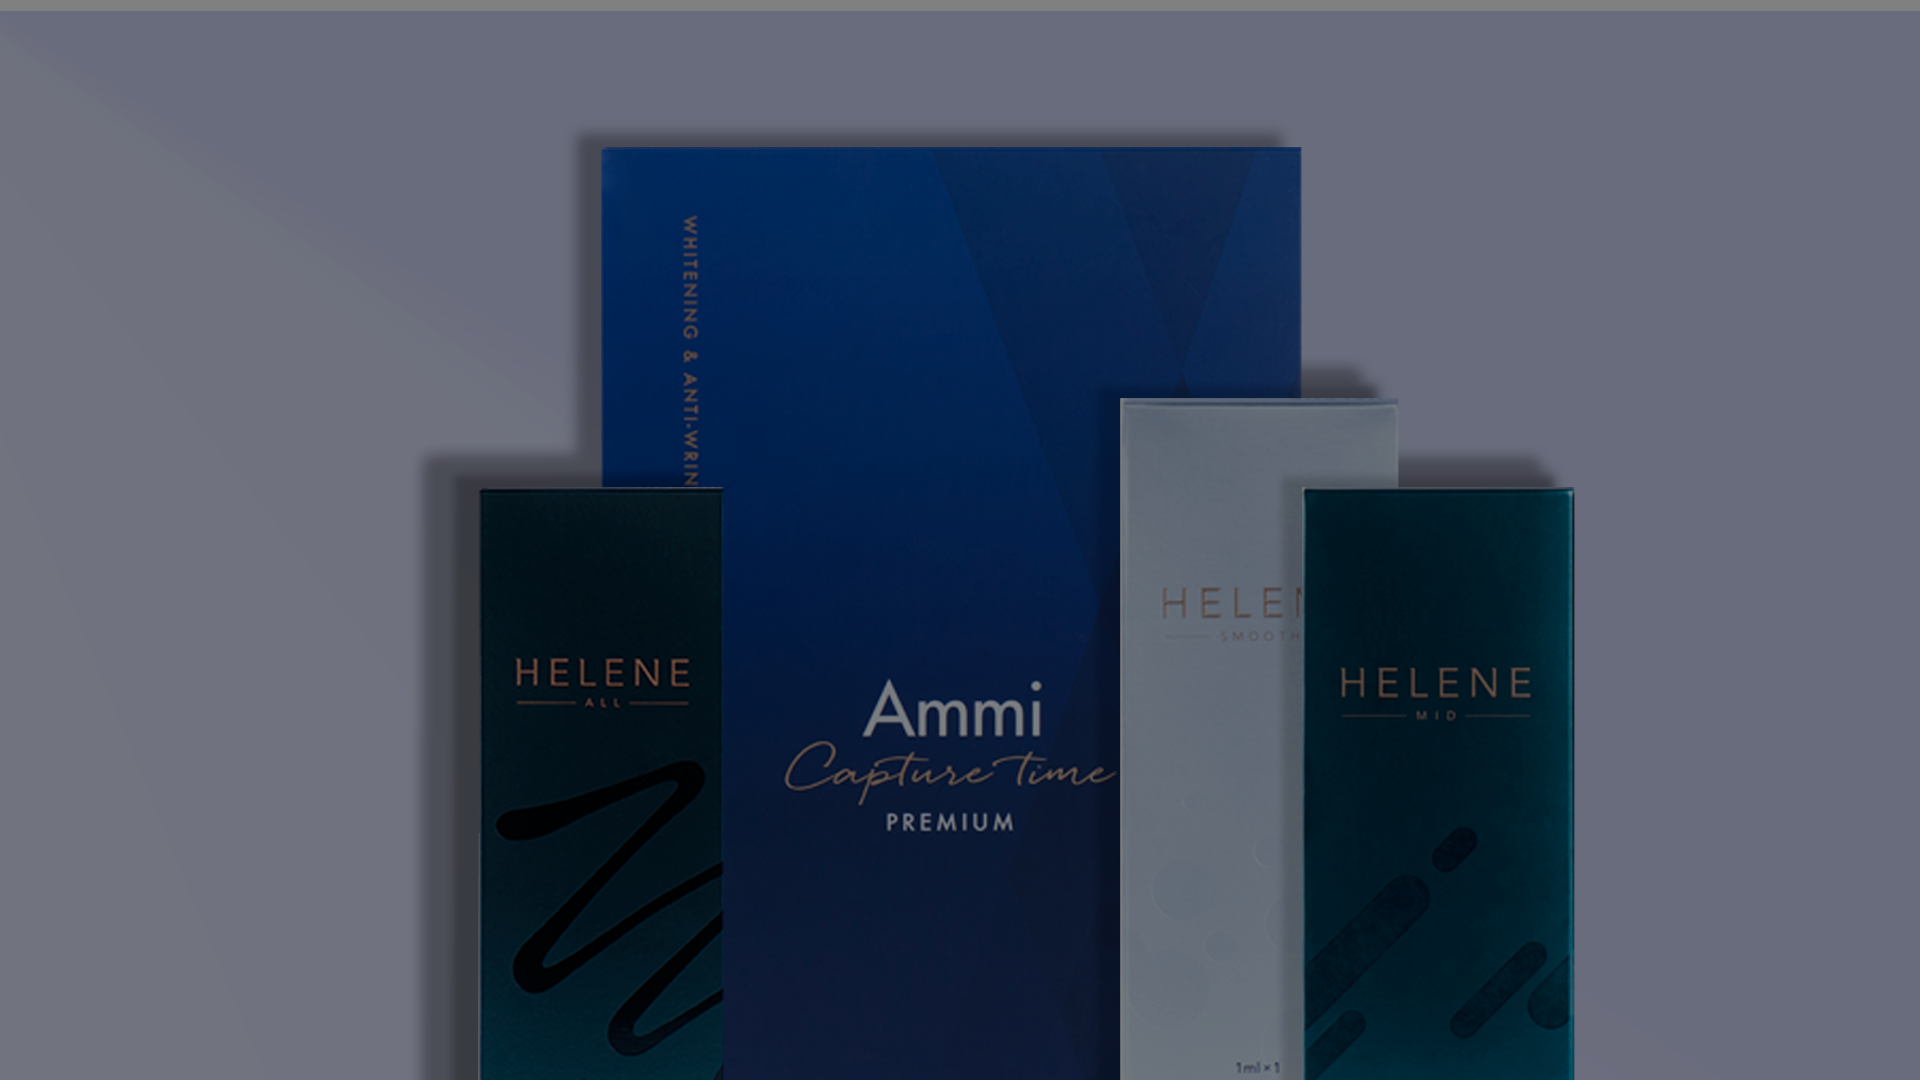 WHITENING & ANTI-WRIN
Ammi
Capture time
PREMIUM
HELENE
ALL
HELEN
SMOOTH
1ml × 1
HELENE
MID